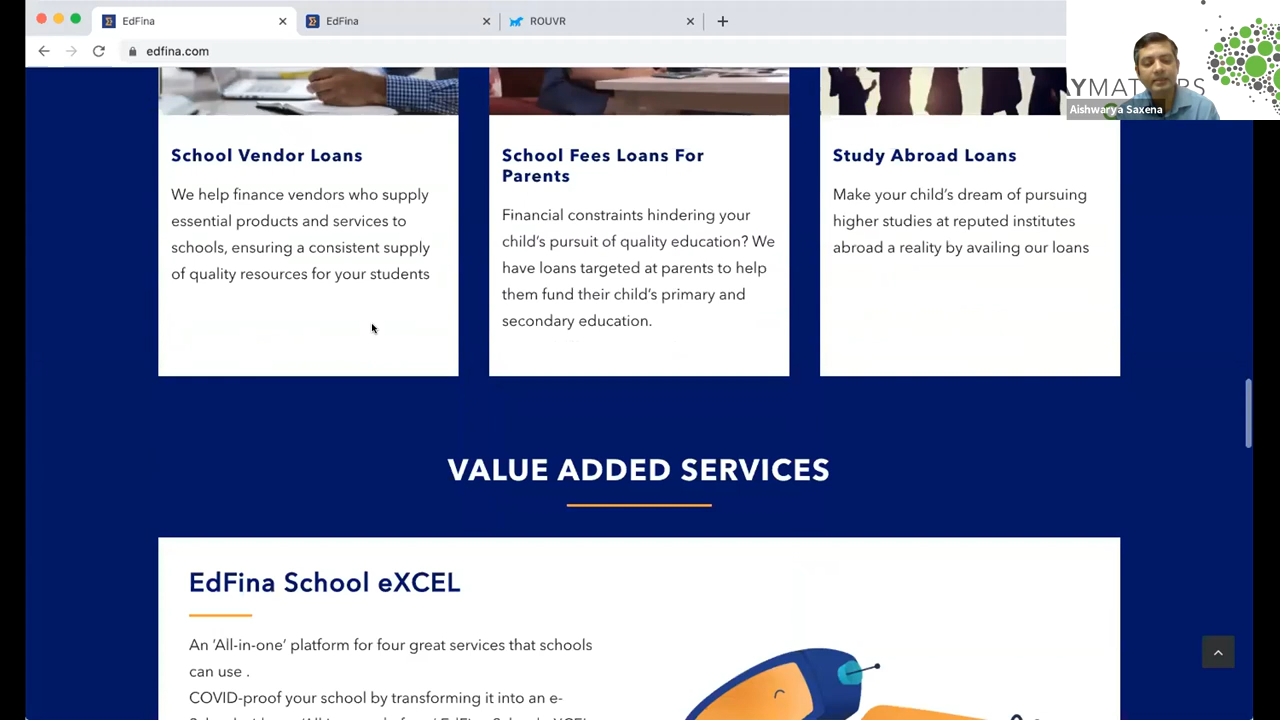 EdFina
EdFina
ROUVR
edfina.com
YMATTERS
Aishwarya Saxena
School Vendor Loans
We help finance vendors who supply
essential products and services to
schools, ensuring a consistent supply
of quality resources for your students
School Fees Loans For
Parents
Financial constraints hindering your
child's pursuit of quality education? We
have loans targeted at parents to help
them fund their child's primary and
secondary education.
Study Abroad Loans
Make your child's dream of pursuing
higher studies at reputed institutes
abroad a reality by availing our loans
VALUE ADDED SERVICES
EdFina School eXCEL
An 'All-in-one' platform for four great services that schools
can use .
COVID-proof your school by transforming it into an e-